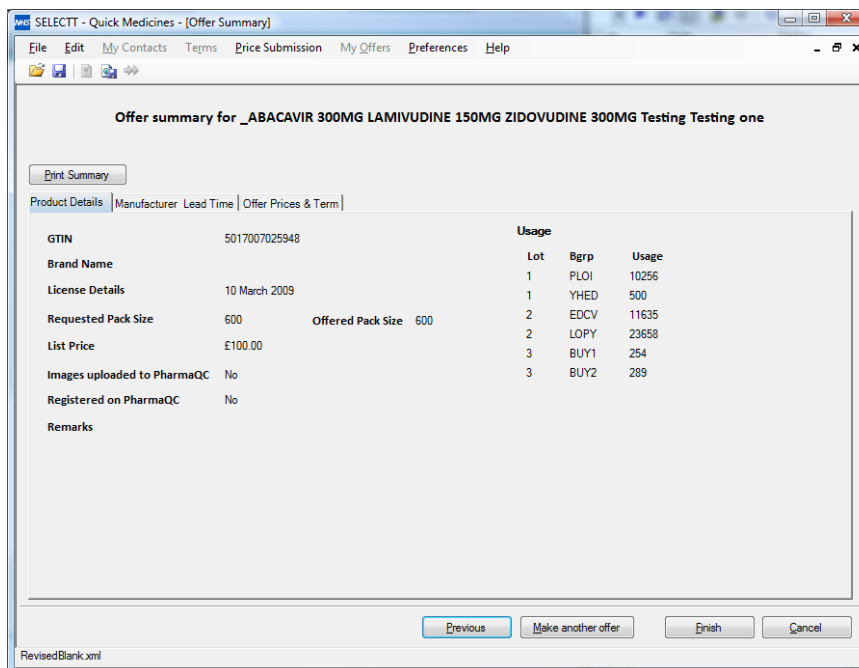 NHS SELECTT - Quick Medicines - [Offer Summary]
File Edit My Contacts Terms Price Submission My Offers Preferences Help
Offer summary for _ABACAVIR 300MG LAMIVUDINE 150MG ZIDOVUDINE 300MG Testing Testing one
Print Summary
Product Details Manufacturer Lead Time Offer Prices & Term
GTIN 5017007025948
Brand Name
License Details 10 March 2009
Requested Pack Size 600 Offered Pack Size 600
List Price £100.00
Images uploaded to PharmaQC No
Registered on PharmaQC No
Remarks
Usage
Lot Bgrp Usage
1 PLOI 10256
1 YHED 500
2 EDCV 11635
2 LOPY 23658
3 BUY1 254
3 BUY2 289
Previous Make another offer Finish Cancel
RevisedBlank.xml